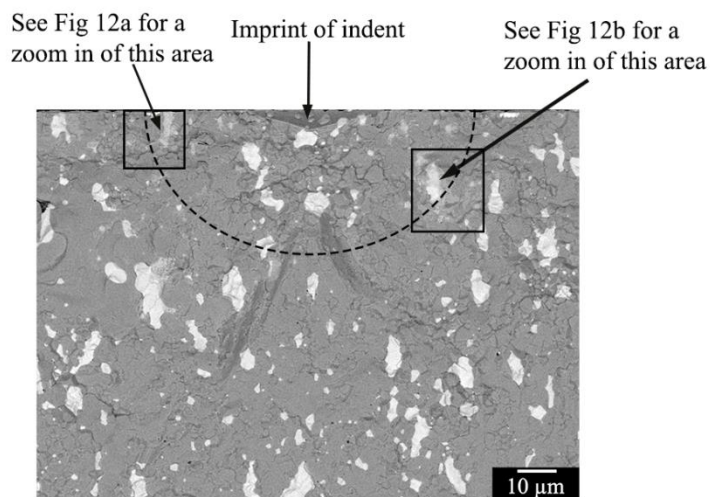 See Fig 12a for a
zoom in of this area
Imprint of indent
See Fig 12b for a
zoom in of this area
10 μm